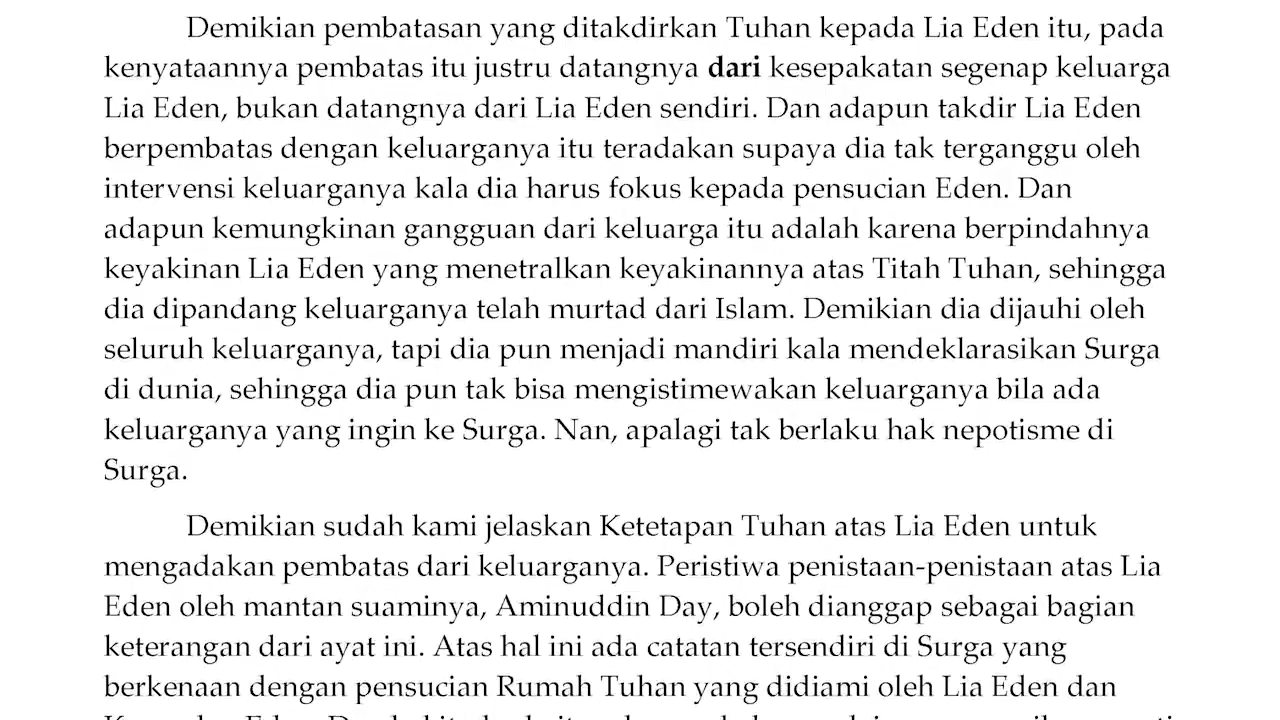 Demikian pembatasan yang ditakdirkan Tuhan kepada Lia Eden itu, pada
kenyataannya pembatas itu justru datangnya dari kesepakatan segenap keluarga
Lia Eden, bukan datangnya dari Lia Eden sendiri. Dan adapun takdir Lia Eden
berpembatas dengan keluarganya itu teradakan supaya dia tak terganggu oleh
intervensi keluarganya kala dia harus fokus kepada pensucian Eden. Dan
adapun kemungkinan gangguan dari keluarga itu adalah karena berpindahnya
keyakinan Lia Eden yang menetralkan keyakinannya atas Titah Tuhan, sehingga
dia dipandang keluarganya telah murtad dari Islam. Demikian dia dijauhi oleh
seluruh keluarganya, tapi dia pun menjadi mandiri kala mendeklarasikan Surga
di dunia, sehingga dia pun tak bisa mengistimewakan keluarganya bila ada
keluarganya yang ingin ke Surga. Nan, apalagi tak berlaku hak nepotisme di
Surga.
Demikian sudah kami jelaskan Ketetapan Tuhan atas Lia Eden untuk
mengadakan pembatas dari keluarganya. Peristiwa penistaan-penistaan atas Lia
Eden oleh mantan suaminya, Aminuddin Day, boleh dianggap sebagai bagian
keterangan dari ayat ini. Atas hal ini ada catatan tersendiri di Surga yang
berkenaan dengan pensucian Rumah Tuhan yang didiami oleh Lia Eden dan